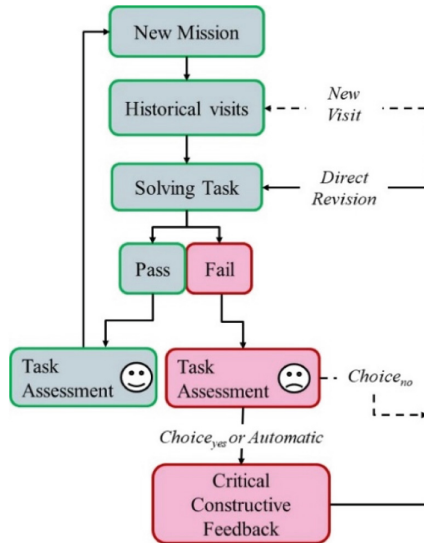 New Mission
Historical visits
New
Visit
Solving Task
Direct
Revision
Pass
Fail
Task
Assessment
Task
Assessment
Choiceno
Choiceyes or Automatic
Critical
Constructive
Feedback